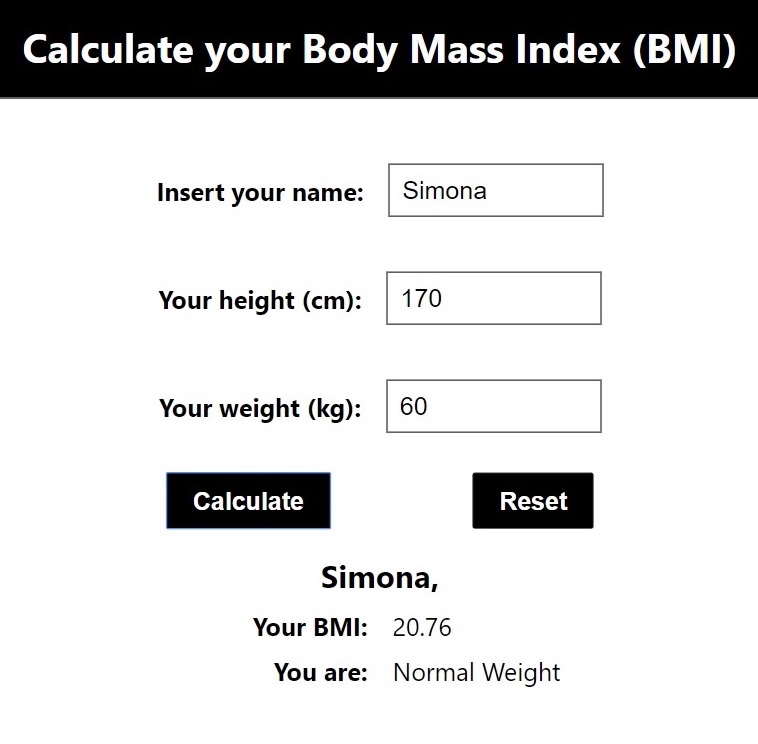 Calculate your Body Mass Index (BMI)
Insert your name: Simona
Your height (cm): 170
Your weight (kg): 60
Calculate Reset
Simona,
Your BMI: 20.76
You are: Normal Weight